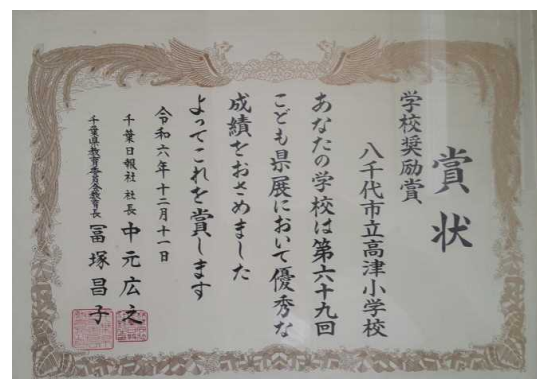 賞状
学校奨励賞
八千代市立高津小学校
あなたの学校は第六十九回
こども県展において優秀な
成績をおさめました
よってこれを賞します
令和六年十二月十一日
千葉日報社 社長 中元広之
千葉県教育委員会教育長 冨塚昌子